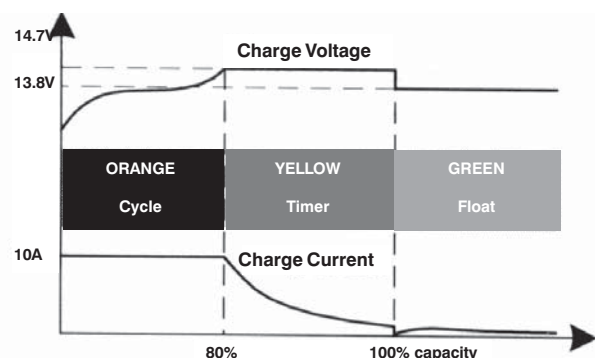 14.7V
Charge Voltage
13.8V
ORANGE YELLOW GREEN
Cycle Timer Float
10A
Charge Current
80% 100% capacity